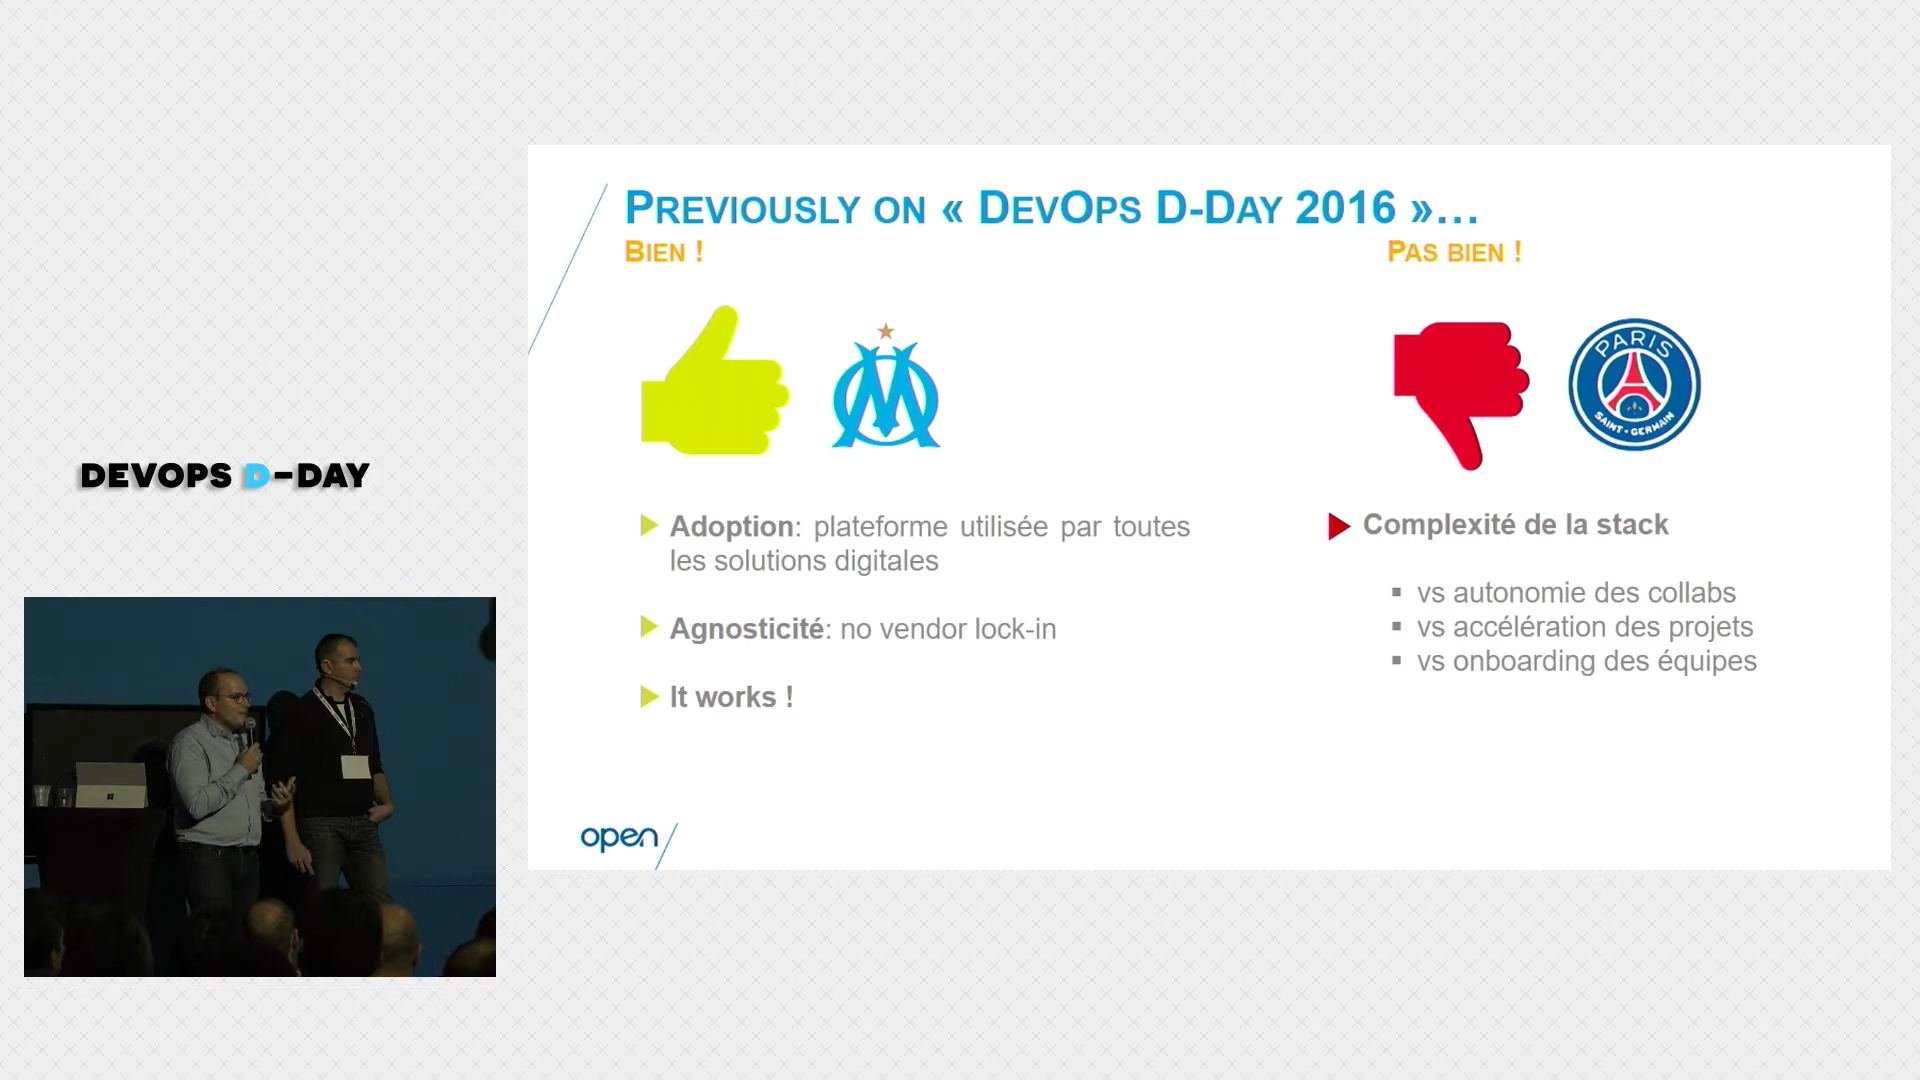 PREVIOUSLY ON « DEVOPS D-DAY 2016 »…
BIEN !
PAS BIEN !
PARIS
SAINT-GERMAIN
DEVOPS D-DAY
Adoption: plateforme utilisée par toutes
les solutions digitales
Agnosticité: no vendor lock-in
It works !
Complexité de la stack
▪ vs autonomie des collabs
▪ vs accélération des projets
▪ vs onboarding des équipes
open